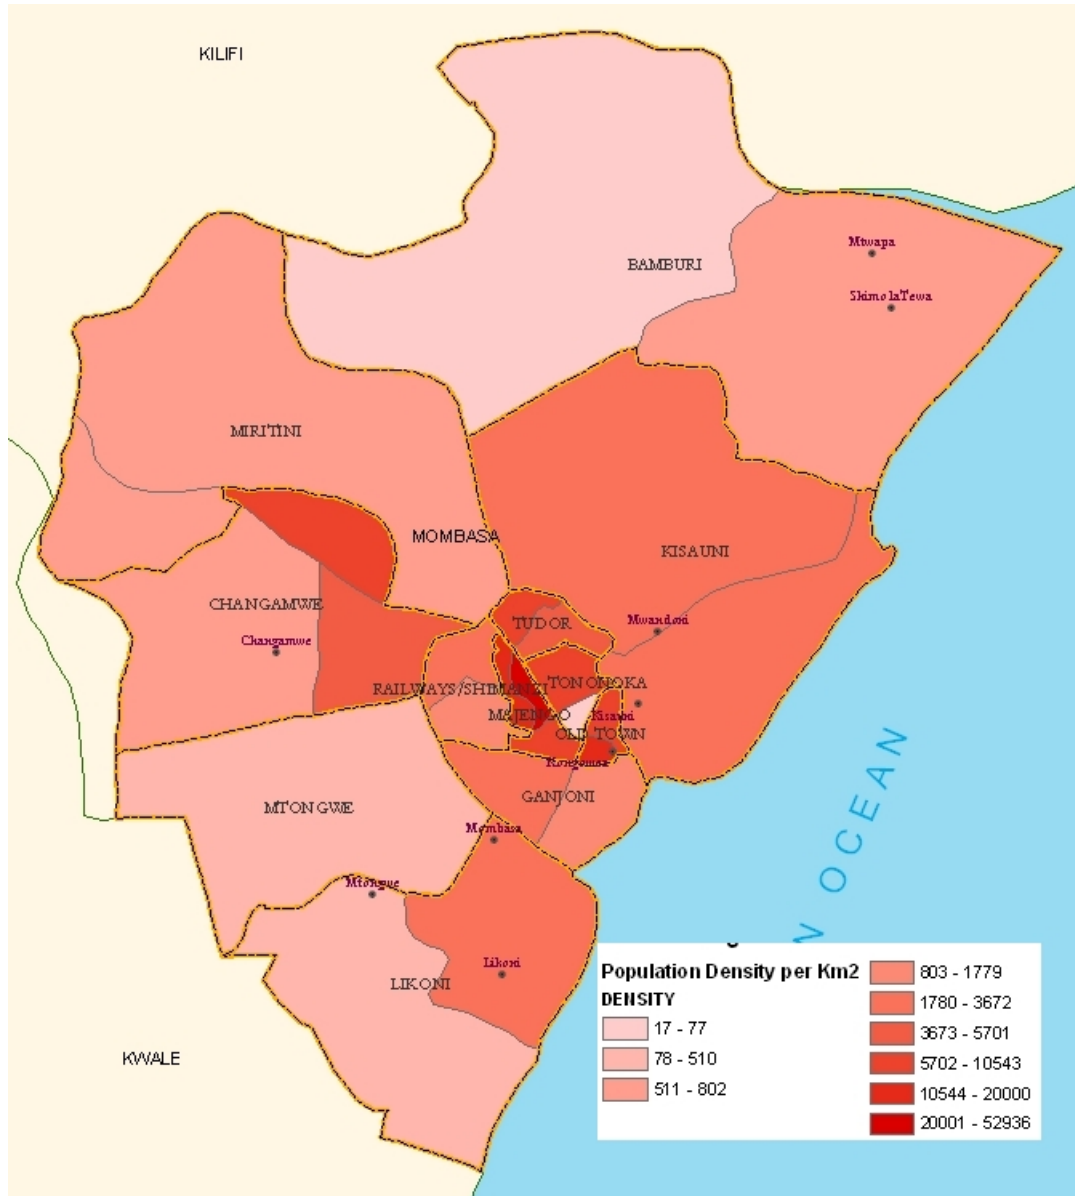 KILIFI
Mtwapa
BAMBURI
Shimo la Tewa
MIRITINI
MOMBASA
KISAUNI
CHANGAMWE
Changamwe
TUDOR
Mwandoni
RAILWAYS/SHIMANZI
TONONOKA
MAJENGO
Kisauni
OLD TOWN
GANJONI
MTONGWE
Mombasa
Mtongwe
LIKONI
Likoni
KWALE
N OCEAN
Population Density per Km2
DENSITY
17 - 77
78 - 510
511 - 802
803 - 1779
1780 - 3672
3673 - 5701
5702 - 10543
10544 - 20000
20001 - 52936